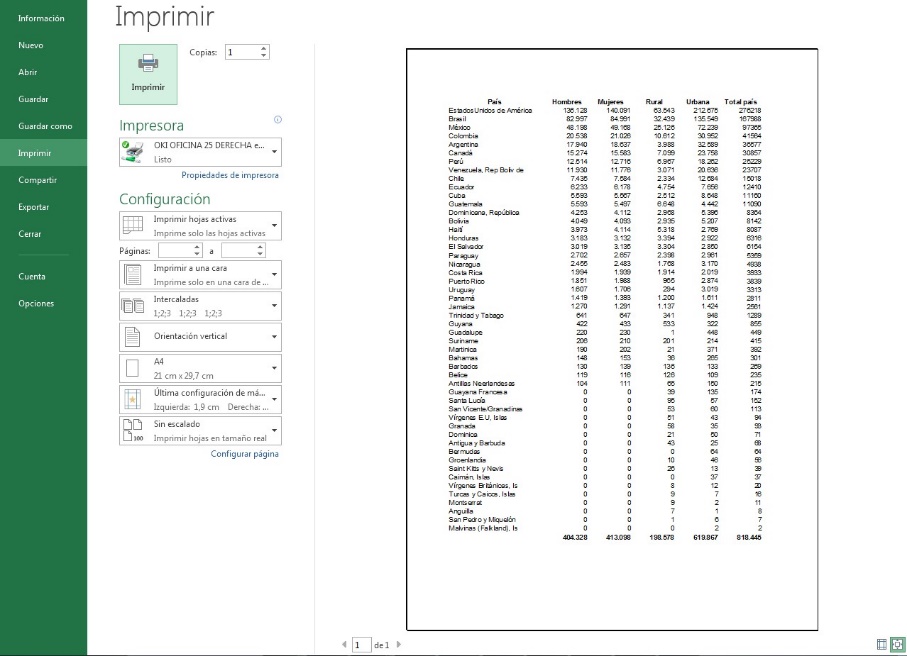 Información
Nuevo
Abrir
Guardar
Guardar como
Imprimir
Compartir
Exportar
Cerrar
Cuenta
Opciones
Imprimir
Imprimir
Copias: 1
Impresora
OKI OFICINA 25 DERECHA e...
Listo
Propiedades de impresora
Configuración
Imprimir hojas activas
Imprime solo las hojas activas
Páginas: a
Imprimir a una cara
Imprime solo en una cara de ...
Intercaladas
1;2;3 1;2;3 1;2;3
Orientación vertical
A4
21 cm x 29,7 cm
Última configuración de má...
Izquierda: 1,9 cm Derecha: ...
Sin escalado
100 Imprimir hojas en tamaño real
Configurar página
País Hombres Mujeres Rural Urbana Total país
Estados Unidos de América 136.128 140.091 63.543 212.675 276218
Brasil 82.997 84.991 32.439 135.549 167988
México 48.198 49.168 25.126 72.239 97365
Colombia 20.538 21.026 10.612 30.952 41564
Argentina 17.940 18.637 3.988 32.589 36577
Canadá 15.274 15.583 7.099 23.758 30857
Perú 12.514 12.716 6.967 18.262 25229
Venezuela, Rep Boliv de 11.930 11.776 3.071 20.636 23707
Chile 7.435 7.584 2.334 12.684 15018
Ecuador 6.233 6.178 4.754 7.656 12410
Cuba 5.593 5.567 2.512 8.648 11160
Guatemala 5.593 5.497 6.648 4.442 11090
Dominicana, República 4.253 4.112 2.968 5.396 8364
Bolivia 4.049 4.093 2.935 5.207 8142
Haití 3.973 4.114 5.318 2.769 8087
Honduras 3.183 3.132 3.394 2.922 6316
El Salvador 3.019 3.135 3.304 2.850 6154
Paraguay 2.702 2.657 2.398 2.961 5359
Nicaragua 2.455 2.483 1.768 3.170 4938
Costa Rica 1.994 1.939 1.914 2.019 3933
Puerto Rico 1.851 1.988 965 2.874 3839
Uruguay 1.607 1.706 294 3.019 3313
Panamá 1.419 1.393 1.200 1.611 2811
Jamaica 1.270 1.291 1.137 1.424 2561
Trinidad y Tabago 641 647 341 948 1289
Guyana 422 433 533 322 855
Guadalupe 220 230 1 448 449
Suriname 206 210 201 214 415
Martinica 190 202 21 371 392
Bahamas 148 153 36 265 301
Barbados 130 139 136 133 269
Belice 119 116 126 109 235
Antillas Neerlandesas 104 111 65 150 215
Guayana Francesa 0 0 39 135 174
Santa Lucía 0 0 95 57 152
San Vicente/Granadinas 0 0 53 60 113
Vírgenes E.U, Islas 0 0 51 43 94
Granada 0 0 58 35 93
Dominica 0 0 21 50 71
Antigua y Barbuda 0 0 43 25 68
Bermudas 0 0 0 64 64
Groenlandia 0 0 10 46 56
Saint Kitts y Nevis 0 0 26 13 39
Caimán, Islas 0 0 0 37 37
Vírgenes Británicas, Is 0 0 8 12 20
Turcas y Caicos, Islas 0 0 9 7 16
Montserrat 0 0 9 2 11
Anguilla 0 0 7 1 8
San Pedro y Miquelón 0 0 1 6 7
Malvinas (Falkland), Is 0 0 0 2 2
404.328 413.098 198.578 619.867 818.445
1 de 1